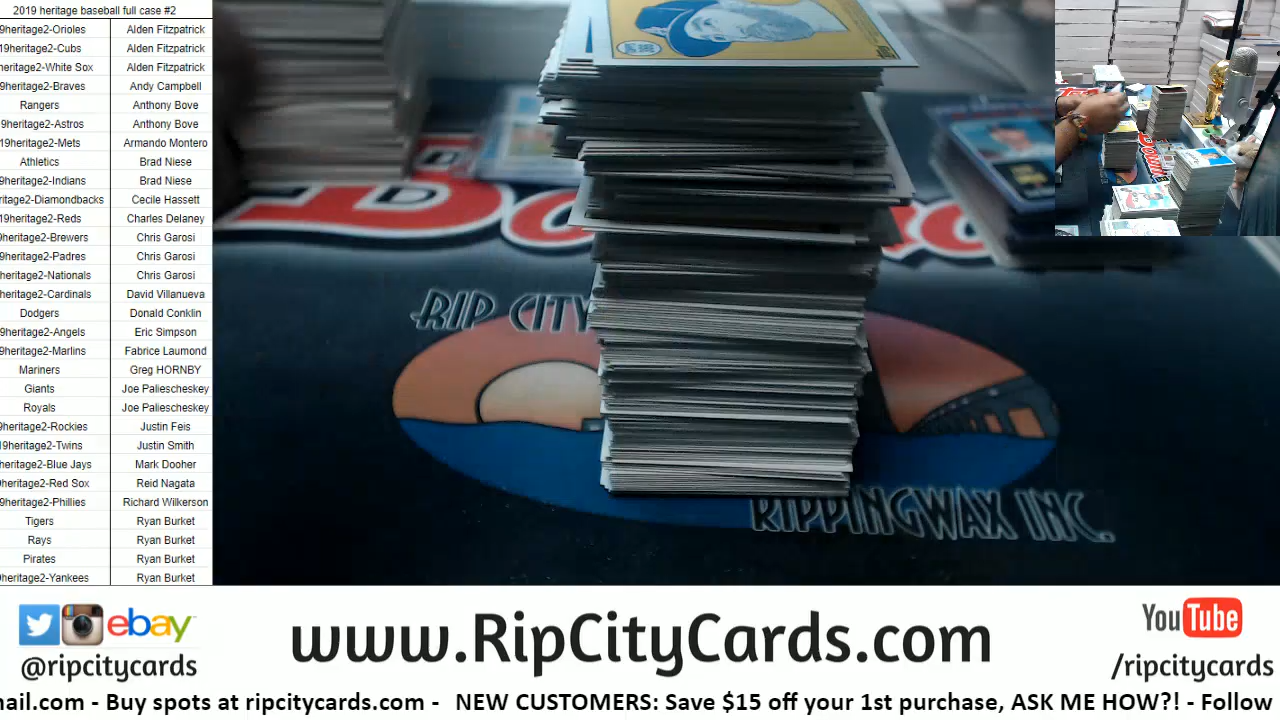 2019 heritage baseball full case #2
9heritage2-Orioles Alden Fitzpatrick
19heritage2-Cubs Alden Fitzpatrick
heritage2-White Sox Alden Fitzpatrick
9heritage2-Braves Andy Campbell
Rangers Anthony Bove
9heritage2-Astros Anthony Bove
19heritage2-Mets Armando Montero
Athletics Brad Niese
9heritage2-Indians Brad Niese
ritage2-Diamondbacks Cecile Hassett
19heritage2-Reds Charles Delaney
9heritage2-Brewers Chris Garosi
9heritage2-Padres Chris Garosi
heritage2-Nationals Chris Garosi
heritage2-Cardinals David Villanueva
Dodgers Donald Conklin
9heritage2-Angels Eric Simpson
9heritage2-Marlins Fabrice Laumond
Mariners Greg HORNBY
Giants Joe Paliescheskey
Royals Joe Paliescheskey
9heritage2-Rockies Justin Feis
19heritage2-Twins Justin Smith
heritage2-Blue Jays Mark Dooher
heritage2-Red Sox Reid Nagata
9heritage2-Phillies Richard Wilkerson
Tigers Ryan Burket
Rays Ryan Burket
Pirates Ryan Burket
9heritage2-Yankees Ryan Burket
RIP CITY
RIPPINGWAX INC.
ebay
@ripcitycards
www.RipCityCards.com
YouTube
/ripcitycards
mail.com - Buy spots at ripcitycards.com - NEW CUSTOMERS: Save $15 off your 1st purchase, ASK ME HOW?! - Follow